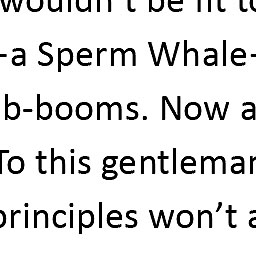 wouldn't be fit to
-a Sperm Whale-
b-booms. Now a
To this gentleman
principles won’t a